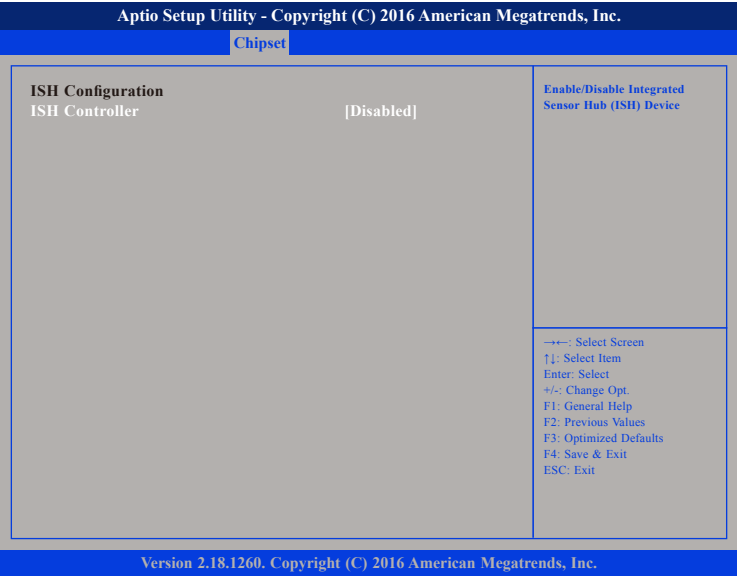 Aptio Setup Utility - Copyright (C) 2016 American Megatrends, Inc.
Chipset
ISH Configuration
ISH Controller [Disabled]
Enable/Disable Integrated
Sensor Hub (ISH) Device
→←: Select Screen
↑↓: Select Item
Enter: Select
+/-: Change Opt.
F1: General Help
F2: Previous Values
F3: Optimized Defaults
F4: Save & Exit
ESC: Exit
Version 2.18.1260. Copyright (C) 2016 American Megatrends, Inc.